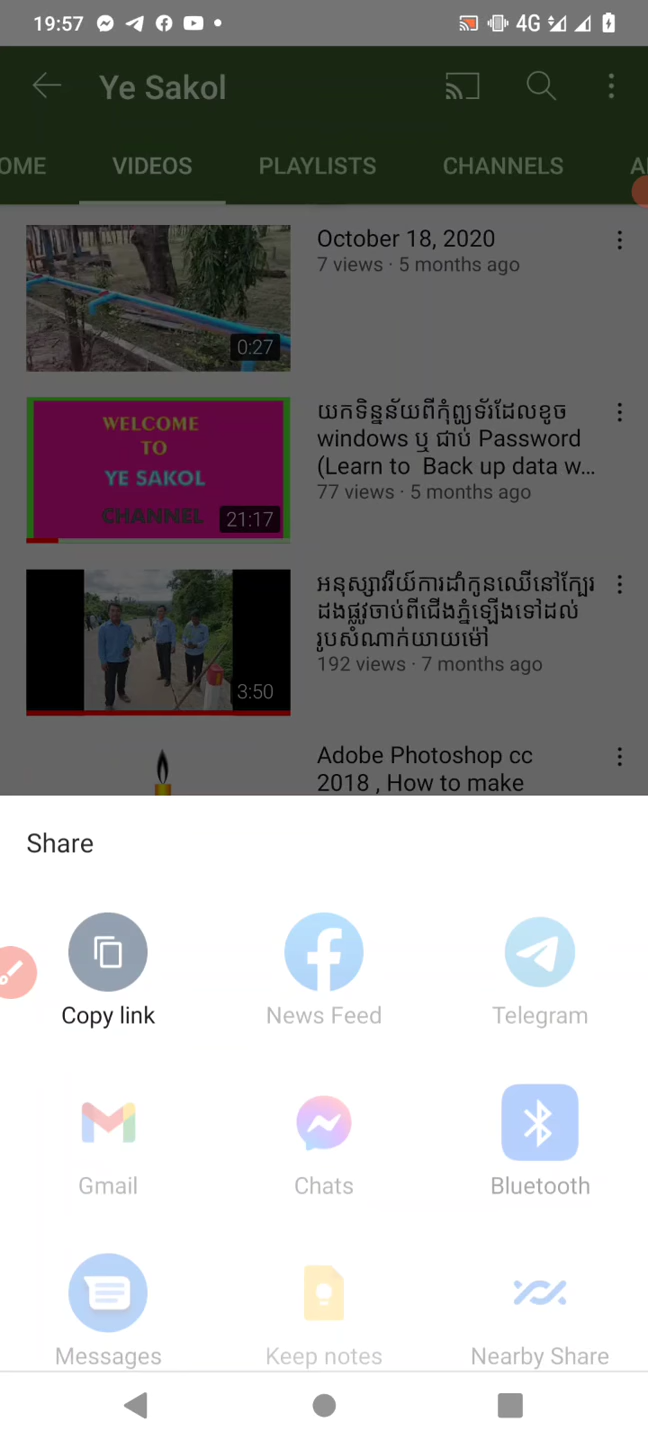 19:57
4G
Ye Sakol
OME VIDEOS PLAYLISTS CHANNELS A
October 18, 2020
7 views · 5 months ago
0:27
WELCOME
TO
YE SAKOL
CHANNEL
21:17
យកទិន្នន័យពីកុំព្យូទ័រដែលខូច
windows ឬ ជាប់ Password
(Learn to Back up data w...
77 views · 5 months ago
3:50
អនុស្សាវរីយ៍ការដាំកូនឈើនៅក្បែរ
ដងផ្លូវចាប់ពីជើងភ្នំឡើងទៅដល់
រូបសំណាក់យាយម៉ៅ
192 views · 7 months ago
Adobe Photoshop cc
2018 , How to make
Share
Copy link
News Feed
Telegram
Gmail
Chats
Bluetooth
Messages
Keep notes
Nearby Share